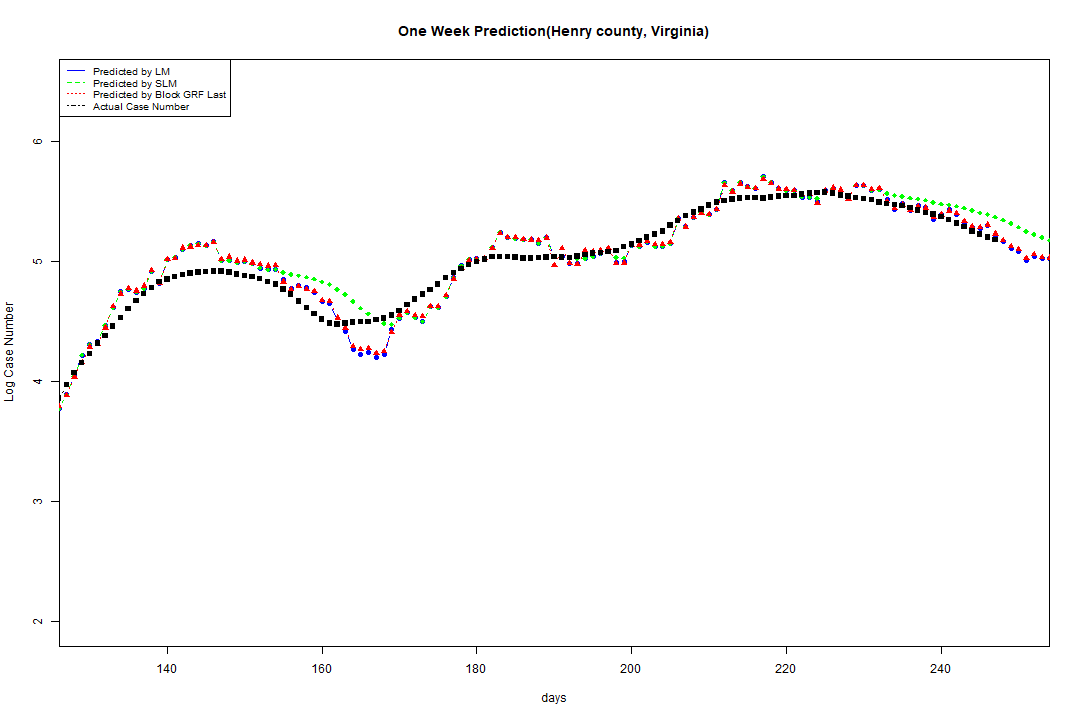 One Week Prediction(Henry county, Virginia)
Predicted by LM
Predicted by SLM
Predicted by Block GRF Last
Actual Case Number
Log Case Number
6
5
4
3
2
140 160 180 200 220 240
days